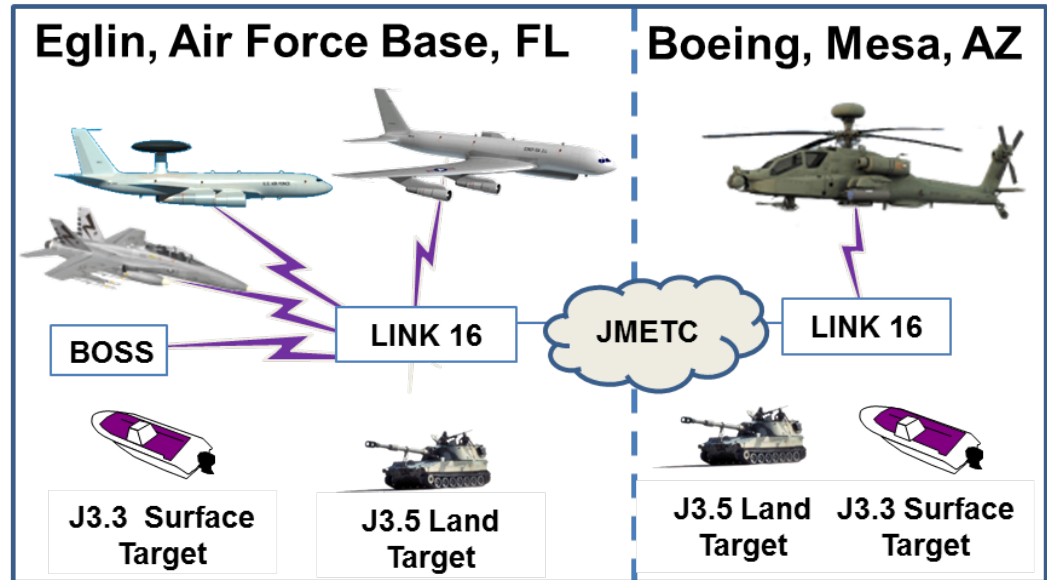 Eglin, Air Force Base, FL
Boeing, Mesa, AZ
BOSS
LINK 16
JMETC
LINK 16
J3.3 Surface
Target
J3.5 Land
Target
J3.5 Land
Target
J3.3 Surface
Target